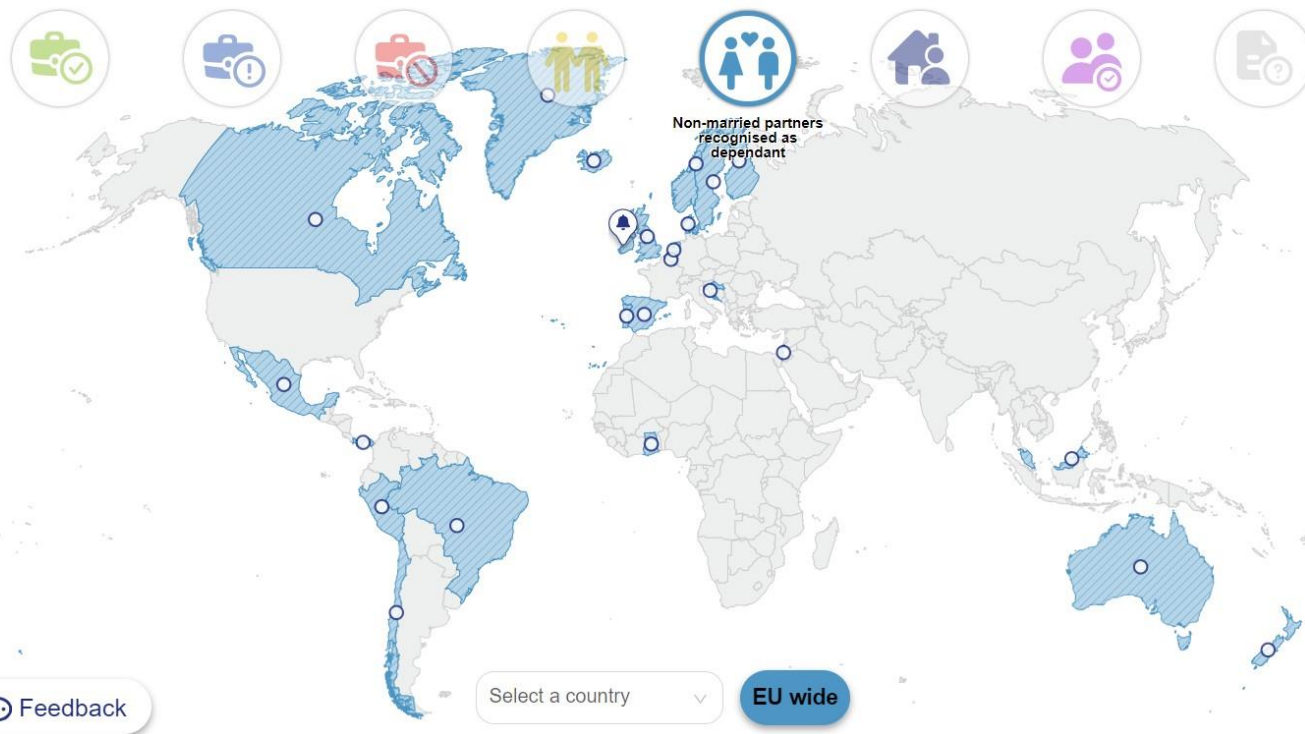 Non-married partners
recognised as
dependant
Feedback
Select a country
EU wide